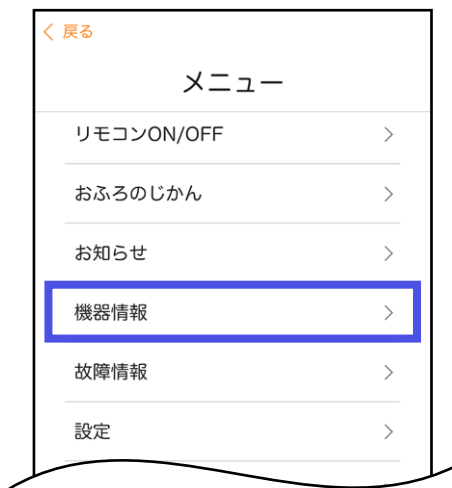 戻る
メニュー
リモコンON/OFF
おふろのじかん
お知らせ
機器情報
故障情報
設定